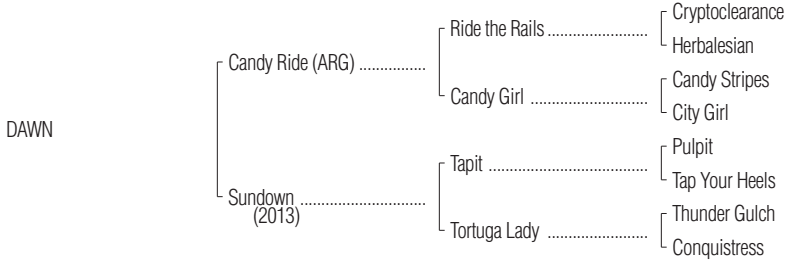 Cryptoclearance
Ride the Rails ........................
Herbalesian
Candy Ride (ARG) ................
Candy Stripes
Candy Girl ............................
City Girl
DAWN
Pulpit
Tapit ......................................
Tap Your Heels
Sundown ..............................
(2013)
Thunder Gulch
Tortuga Lady ........................
Conquistress